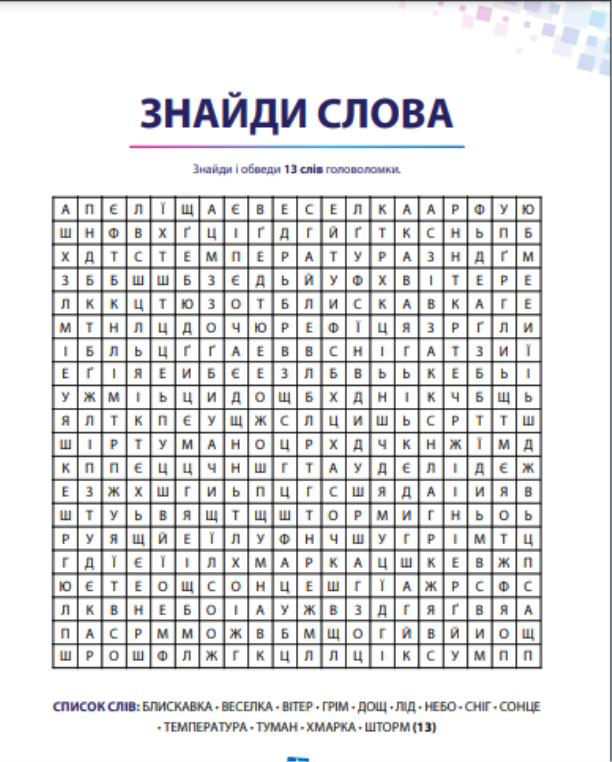 ЗНАЙДИ СЛОВА
Знайди і обведи 13 слів головоломки.
А П Є Л Ї Щ А Є В Е С Е Л К А А Р Ф У Ю
Ш Н Ф В Х Ґ Ц І Ґ Д Г Й Ґ Т К С Н Ь П Б
Х Д Т С Т Е М П Е Р А Т У Р А З Н Д Ґ М
З Б Б Ш Ш Б З Є Д Ь Й У Ф Х В І Т Е Р Е
Л К К Ц Т Ю З О Т Б Л И С К А В К А Г Е
М Т Н Л Ц Д О Ч Ю Р Е Ф Ї Ц Я З Р Ґ Л И
І Б Л Ь Ц Ґ Ґ А Е В В С Н І Г А Т З И Ї
Е Ґ І Я Е И Б Є Е З Л Б В Ь Ь К Е Б Ь І
У Ж М І Ь Ц И Д О Щ Б Х Д Н І К Ч Б Щ Ь
Я Л Т К П Є У Щ Ж С Л Ц И Ш Ь С Р Т Т Ш
Ш І Р Т У М А Н О Ц Р Х Д Ч К Н Ж Ї М Д
К П П Є Ц Ц Ч Н Ш Г Т А У Д Є Л І Д Є Ж
Е З Ж Х Ш Г И Ь П Ц Г С Ш Я Д А І И Я В
Ш Т У Ь В Я Щ Т Щ Ш Т О Р М И Г Н Ь О Ь
Р У Я Щ Й Е Ї Л У Ф Н Ч Ш У Г Р І М Т Ц
Г Д Ї Є Ї І Л Х М А Р К А Ц Ш К Е В Ж П
Ю Є Т Е О Щ С О Н Ц Е Ш Г Ї А Ж Р С Ф С
Л К В Н Е Б О І А У Ж В З Д Г Я Ґ В Я А
П А С Р М М О Ж В Б М Щ О Г Й В Й И О Щ
Ш Р О Ш Ф Л Ж Г К Ц Л Л Ц І К С У М П П
СПИСОК СЛІВ: БЛИСКАВКА • ВЕСЕЛКА • ВІТЕР • ГРІМ • ДОЩ • ЛІД • НЕБО • СНІГ • СОНЦЕ
• ТЕМПЕРАТУРА • ТУМАН • ХМАРКА • ШТОРМ (13)